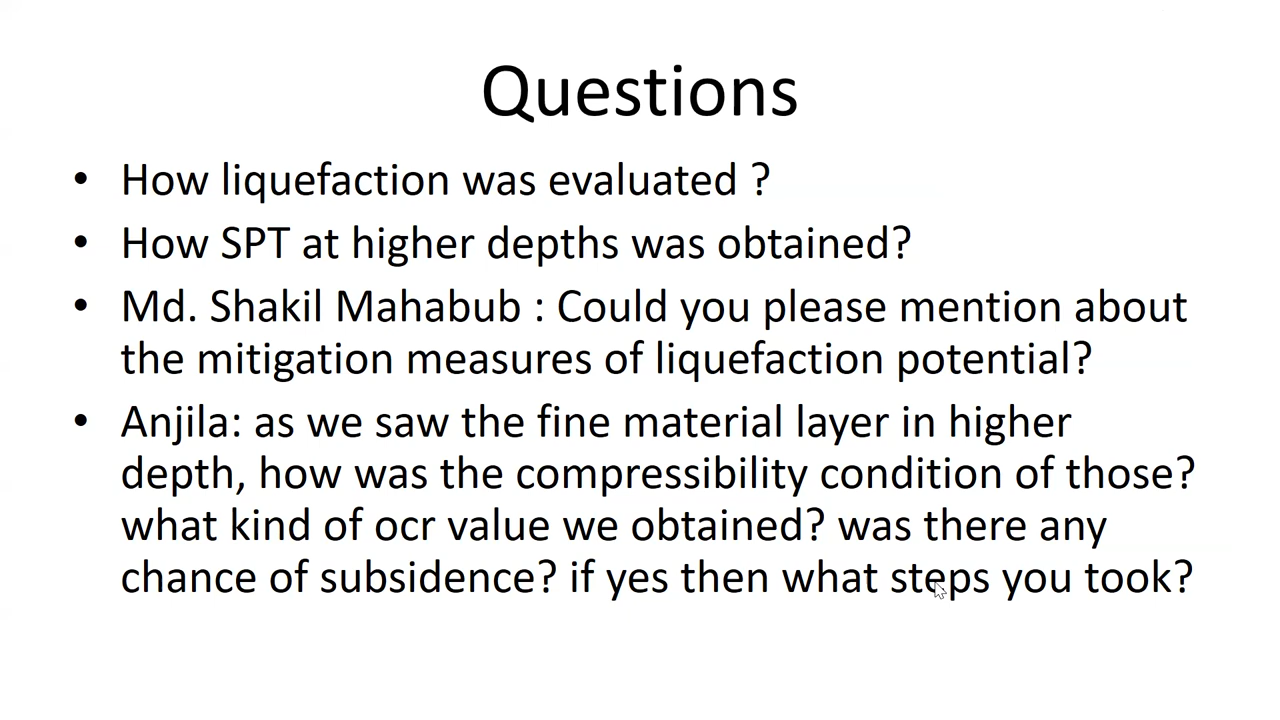 Questions
• How liquefaction was evaluated ?
• How SPT at higher depths was obtained?
• Md. Shakil Mahabub : Could you please mention about
the mitigation measures of liquefaction potential?
• Anjila: as we saw the fine material layer in higher
depth, how was the compressibility condition of those?
what kind of ocr value we obtained? was there any
chance of subsidence? if yes then what steps you took?